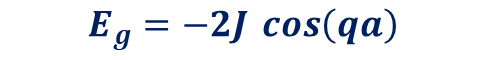 E_g = −2J cos(qa)